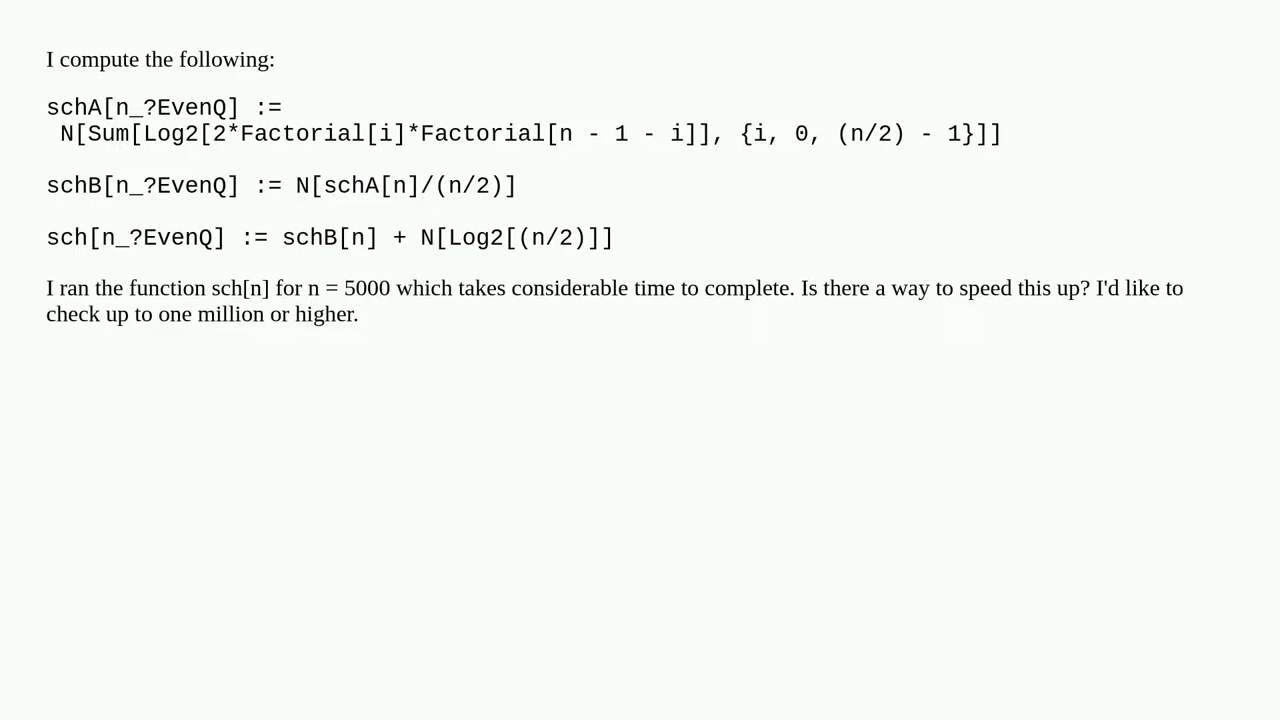 I compute the following:
schA[n_?EvenQ] :=
 N[Sum[Log2[2*Factorial[i]*Factorial[n - 1 - i]], {i, 0, (n/2) - 1}]]
schB[n_?EvenQ] := N[schA[n]/(n/2)]
sch[n_?EvenQ] := schB[n] + N[Log2[(n/2)]]
I ran the function sch[n] for n = 5000 which takes considerable time to complete. Is there a way to speed this up? I'd like to
check up to one million or higher.